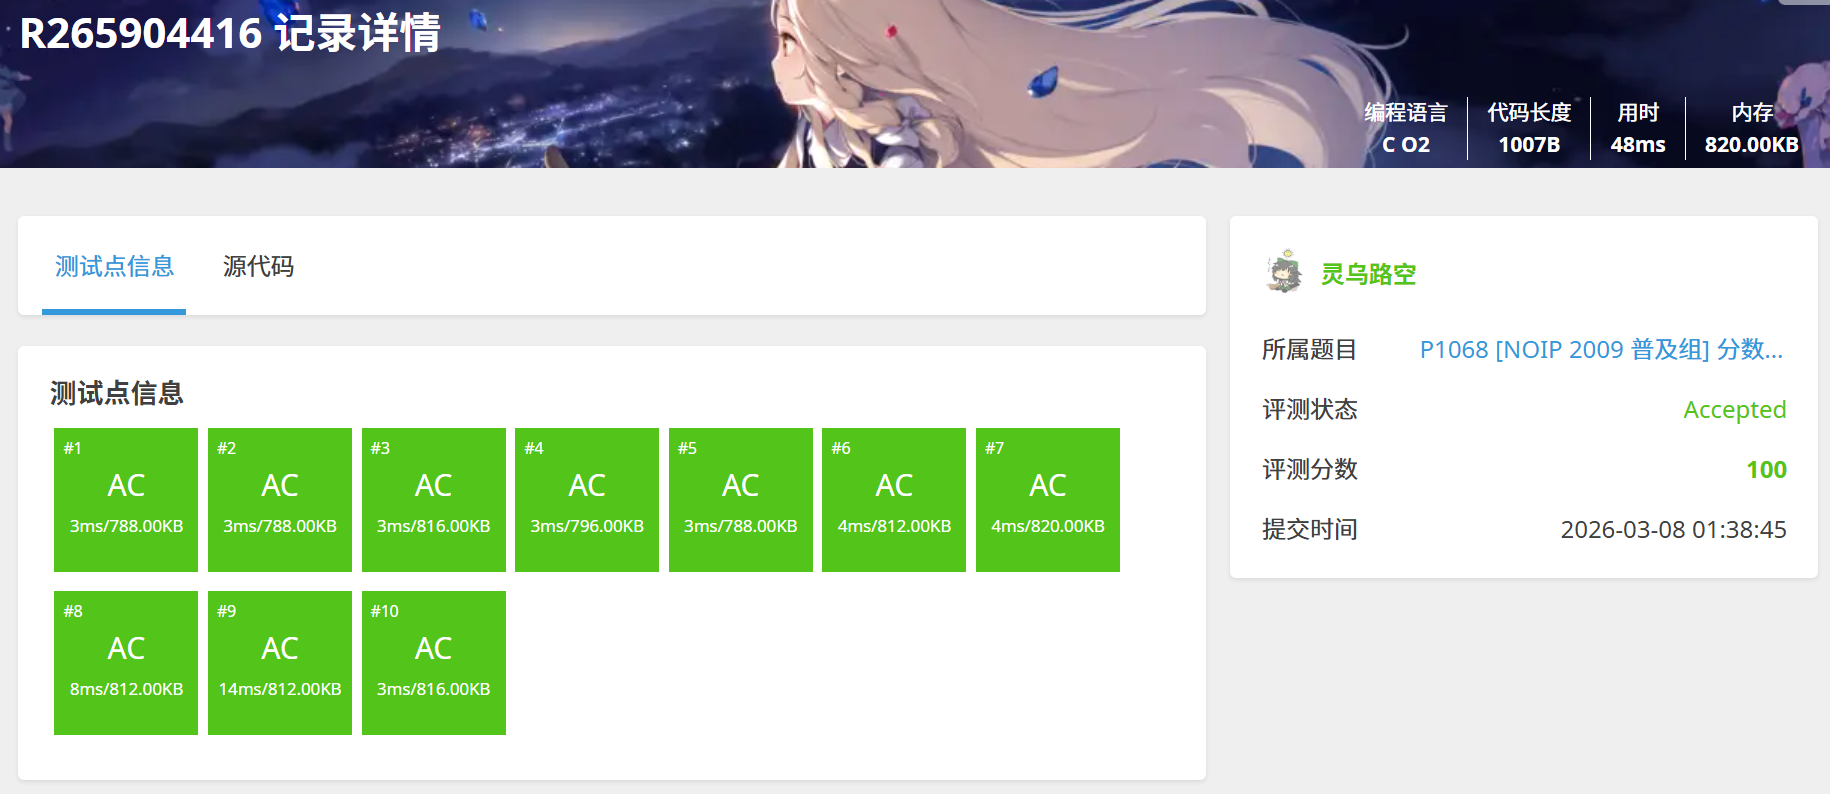 R265904416 记录详情
编程语言 代码长度 用时 内存
C O2 1007B 48ms 820.00KB
测试点信息 源代码
测试点信息
#1 #2 #3 #4 #5 #6 #7
AC AC AC AC AC AC AC
3ms/788.00KB 3ms/788.00KB 3ms/816.00KB 3ms/796.00KB 3ms/788.00KB 4ms/812.00KB 4ms/820.00KB
#8 #9 #10
AC AC AC
8ms/812.00KB 14ms/812.00KB 3ms/816.00KB
灵乌路空
所属题目 P1068 [NOIP 2009 普及组] 分数...
评测状态 Accepted
评测分数 100
提交时间 2026-03-08 01:38:45